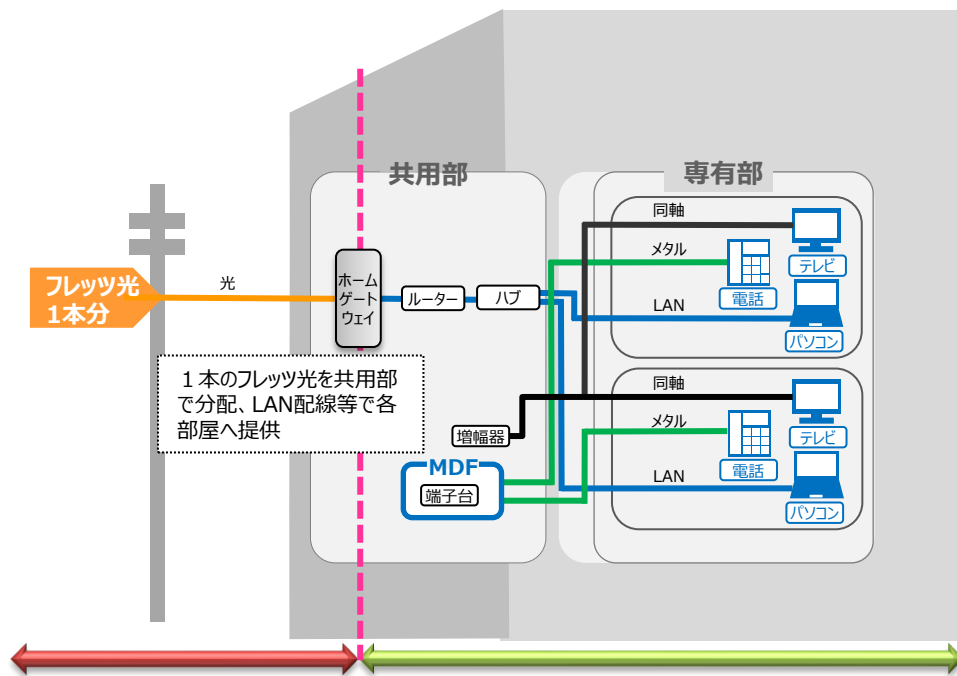 共用部
専有部
フレッツ光
1本分
光
ホーム
ゲート
ウェイ
ルーター
ハブ
同軸
メタル
LAN
テレビ
電話
パソコン
１本のフレッツ光を共用部
で分配、LAN配線等で各
部屋へ提供
増幅器
MDF
端子台
同軸
メタル
LAN
テレビ
電話
パソコン